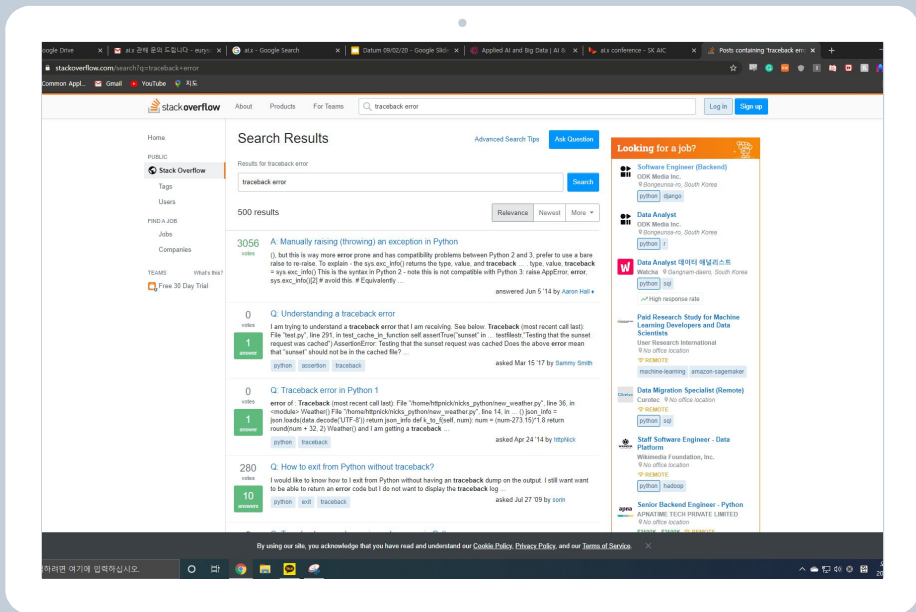 oogle Drive
ai.x 관해 문의 드립니다 - eurys
ai.x - Google Search
Datum 09/02/20 - Google Slide
Applied AI and Big Data | AI &
ai.x conference - SK AIC
Posts containing 'traceback erro
stackoverflow.com/search?q=traceback+error
Common Appl..
Gmail
YouTube
지도
stackoverflow
About
Products
For Teams
traceback error
Log in
Sign up
Home
PUBLIC
Stack Overflow
Tags
Users
FIND A JOB
Jobs
Companies
TEAMS
What's this?
Free 30 Day Trial
Search Results
Advanced Search Tips
Ask Question
Results for traceback error
traceback error
Search
500 results
Relevance
Newest
More
3056
votes
A: Manually raising (throwing) an exception in Python
(), but this is way more error prone and has compatibility problems between Python 2 and 3, prefer to use a bare
raise to re-raise. To explain - the sys.exc_info() returns the type, value, and traceback ... . type, value, traceback
= sys.exc_info() This is the syntax in Python 2 - note this is not compatible with Python 3: raise AppError, error,
sys.exc_info()[2] # avoid this. # Equivalently ...
answered Jun 5 '14 by Aaron Hall ♦
0
votes
1
answer
Q: Understanding a traceback error
I am trying to understand a traceback error that I am receiving. See below. Traceback (most recent call last):
File "test.py", line 291, in test_cache_in_function self.assertTrue("sunset" in ... testfilestr,"Testing that the sunset
request was cached") AssertionError: Testing that the sunset request was cached Does the above error mean
that "sunset" should not be in the cached file? ...
python
assertion
traceback
asked Mar 15 '17 by Sammy Smith
0
votes
1
answer
Q: Traceback error in Python 1
error of : Traceback (most recent call last): File "/home/httpnick/nicks_python/new_weather.py", line 36, in
<module> Weather() File "/home/httpnick/nicks_python/new_weather.py", line 14, in ... () json_info =
json.loads(data.decode('UTF-8')) return json_info def k_to_f(self, num): num = (num-273.15)*1.8 return
round(num + 32, 2) Weather() and I am getting a traceback ...
python
traceback
asked Apr 24 '14 by httpNick
280
votes
10
answers
Q: How to exit from Python without traceback?
I would like to know how to I exit from Python without having an traceback dump on the output. I still want want
to be able to return an error code but I do not want to display the traceback log ...
python
exit
traceback
asked Jul 27 '09 by sorin
Looking for a job?
Software Engineer (Backend)
ODK Media Inc.
Bongeunsa-ro, South Korea
python
django
Data Analyst
ODK Media Inc.
Bongeunsa-ro, South Korea
python
r
Data Analyst 데이터 애널리스트
Watcha
Gangnam-daero, South Korea
python
sql
High response rate
Paid Research Study for Machine
Learning Developers and Data
Scientists
User Research International
No office location
REMOTE
machine-learning
amazon-sagemaker
Data Migration Specialist (Remote)
Curotec
No office location
REMOTE
python
sql
Staff Software Engineer - Data
Platform
Wikimedia Foundation, Inc.
No office location
REMOTE
python
hadoop
apna
Senior Backend Engineer - Python
APNATIME TECH PRIVATE LIMITED
No office location
By using our site, you acknowledge that you have read and understand our Cookie Policy, Privacy Policy, and our Terms of Service.
하려면 여기에 입력하십시오.